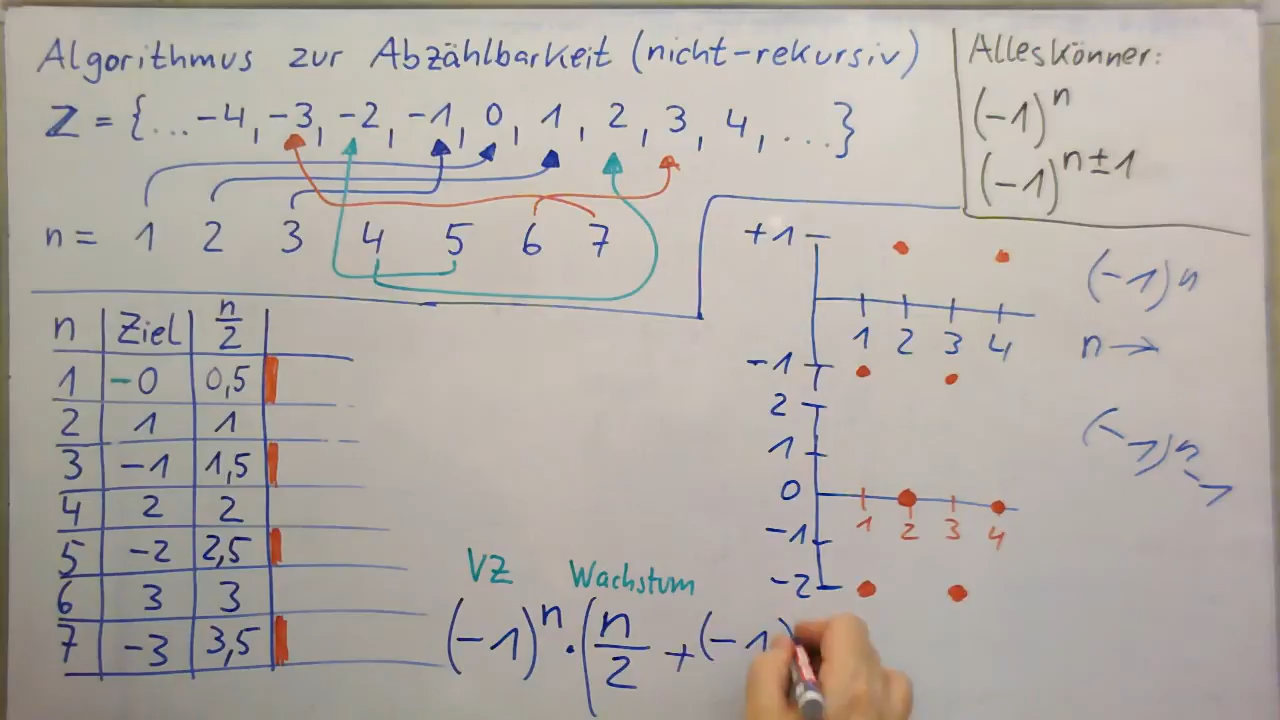 Algorithmus zur Abzählbarkeit (nicht-rekursiv)
ℤ = {...-4, -3, -2, -1, 0, 1, 2, 3, 4, ...}
n = 1 2 3 4 5 6 7
Alleskönner:
(-1)^n
(-1)^{n±1}
n Ziel n/2
1 -0 0,5
2 1 1
3 -1 1,5
4 2 2
5 -2 2,5
6 3 3
7 -3 3,5
VZ Wachstum
(-1)^n · (n/2 + (-1)
+1
1 2 3 4
-1
(-1)^n
n →
2
1
0
1 2 3 4
-1
-2
(-1)^{n-1}